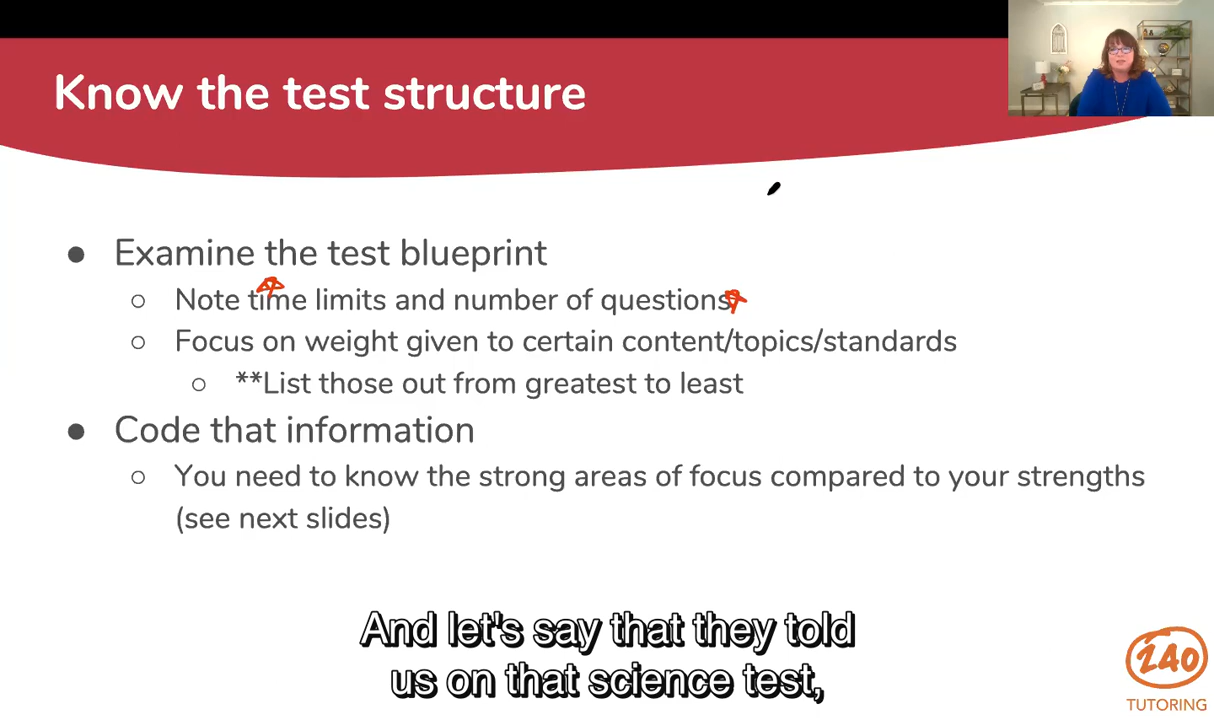 Know the test structure
Examine the test blueprint
Note time limits and number of questions
Focus on weight given to certain content/topics/standards
**List those out from greatest to least
Code that information
You need to know the strong areas of focus compared to your strengths
(see next slides)
And let's say that they told
us on that science test,
240
TUTORING